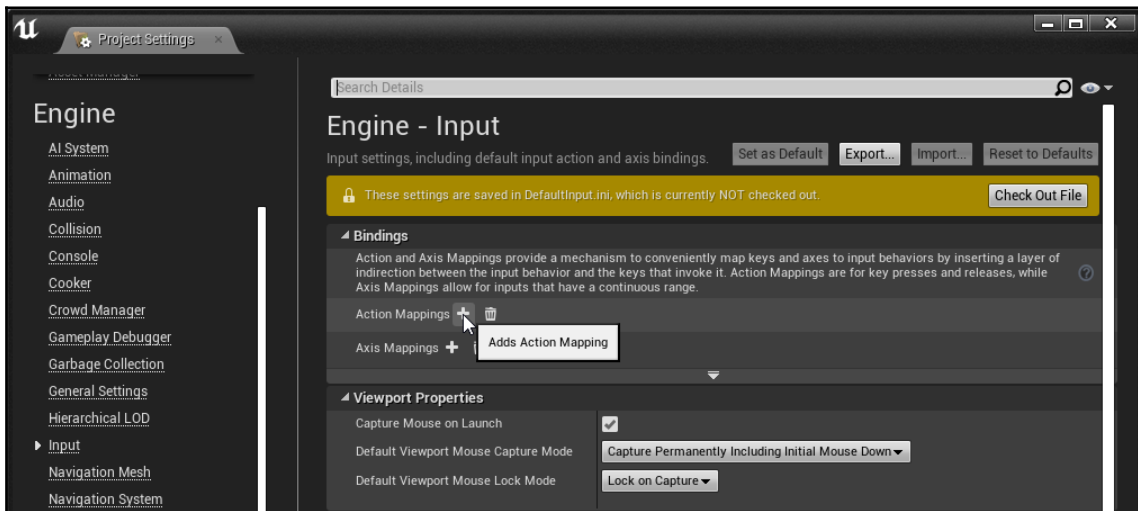 Project Settings
Asset Manager
Engine
AI System
Animation
Audio
Collision
Console
Cooker
Crowd Manager
Gameplay Debugger
Garbage Collection
General Settings
Hierarchical LOD
Input
Navigation Mesh
Navigation System
Search Details
Engine - Input
Input settings, including default input action and axis bindings.
Set as Default
Export...
Import...
Reset to Defaults
These settings are saved in DefaultInput.ini, which is currently NOT checked out.
Check Out File
Bindings
Action and Axis Mappings provide a mechanism to conveniently map keys and axes to input behaviors by inserting a layer of
indirection between the input behavior and the keys that invoke it. Action Mappings are for key presses and releases, while
Axis Mappings allow for inputs that have a continuous range.
Action Mappings
Adds Action Mapping
Axis Mappings
Viewport Properties
Capture Mouse on Launch
Default Viewport Mouse Capture Mode
Capture Permanently Including Initial Mouse Down
Default Viewport Mouse Lock Mode
Lock on Capture